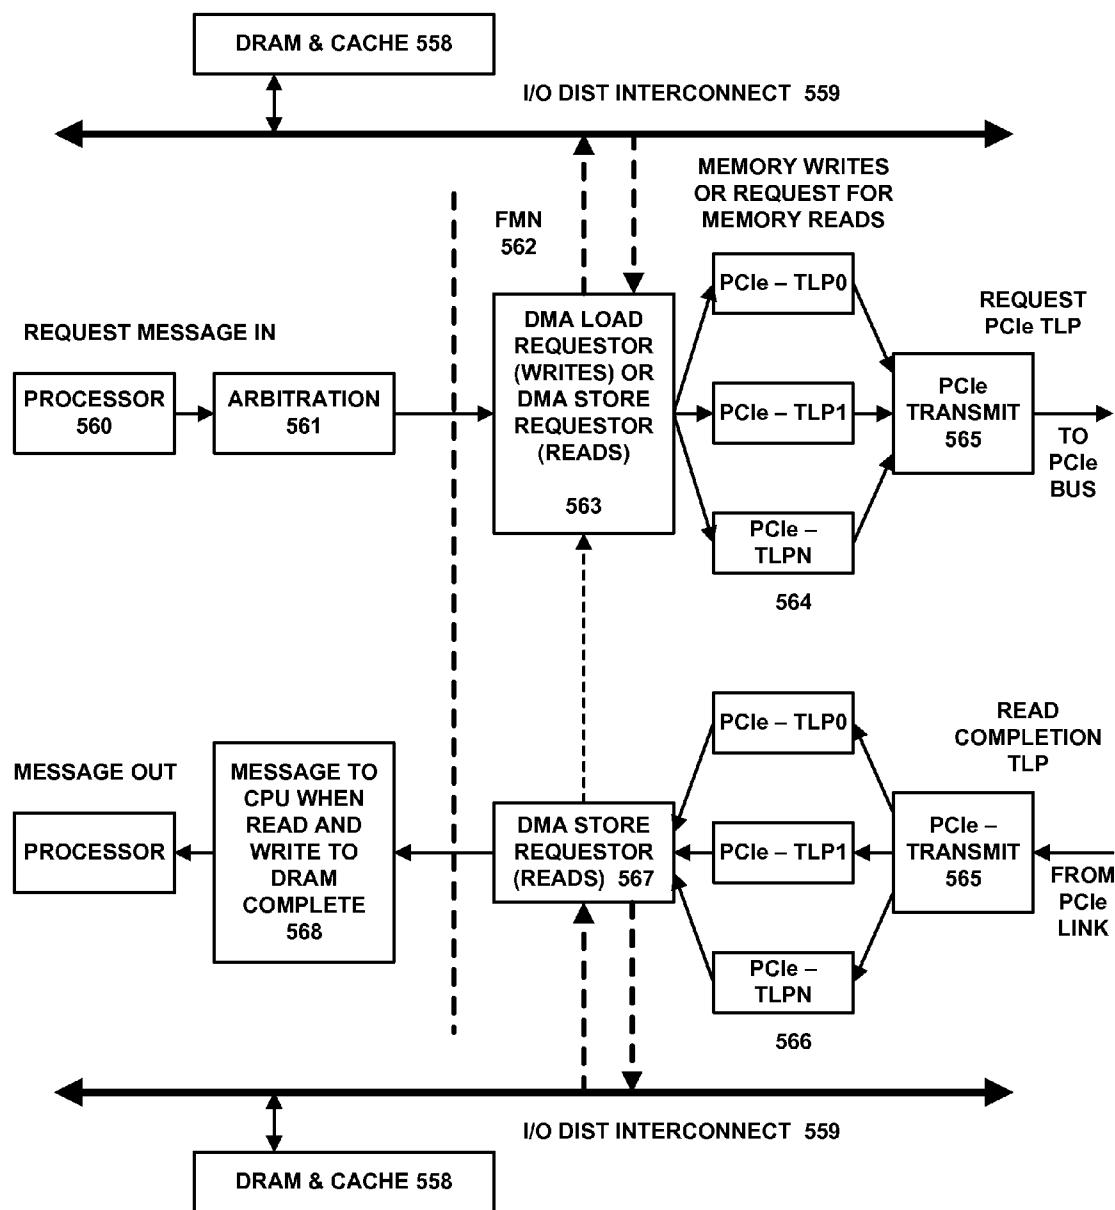 DRAM & CACHE 558
I/O DIST INTERCONNECT 559
MEMORY WRITES
OR REQUEST FOR
MEMORY READS
FMN
562
REQUEST MESSAGE IN
PROCESSOR
560
ARBITRATION
561
DMA LOAD
REQUESTOR
(WRITES) OR
DMA STORE
REQUESTOR
(READS)
563
PCIe – TLP0
PCIe – TLP1
PCIe –
TLPN
564
REQUEST
PCIe TLP
PCIe
TRANSMIT
565
TO
PCIe
BUS
MESSAGE OUT
PROCESSOR
MESSAGE TO
CPU WHEN
READ AND
WRITE TO
DRAM
COMPLETE
568
DMA STORE
REQUESTOR
(READS) 567
PCIe – TLP0
PCIe – TLP1
PCIe –
TLPN
566
READ
COMPLETION
TLP
PCIe –
TRANSMIT
565
FROM
PCIe
LINK
I/O DIST INTERCONNECT 559
DRAM & CACHE 558